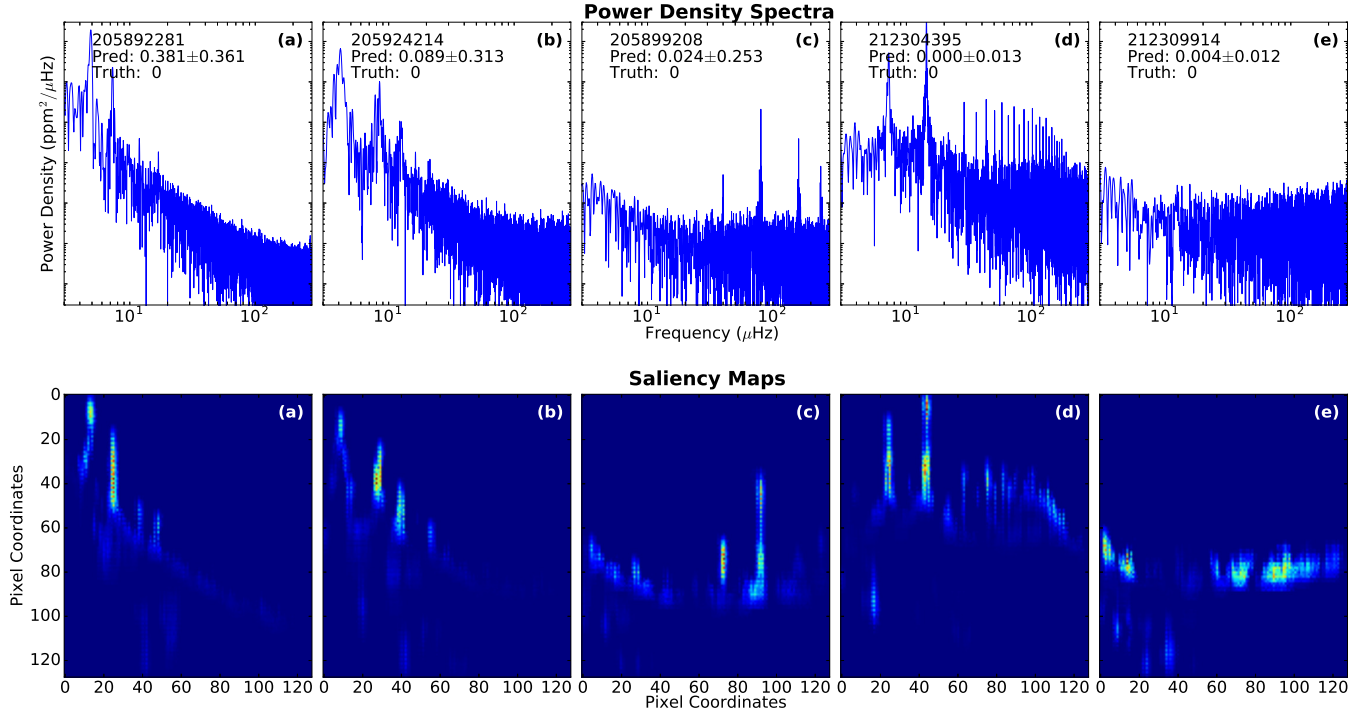 Power Density Spectra
205892281 (a)
Pred: 0.381±0.361
Truth: 0
205924214 (b)
Pred: 0.089±0.313
Truth: 0
205899208 (c)
Pred: 0.024±0.253
Truth: 0
212304395 (d)
Pred: 0.000±0.013
Truth: 0
212309914 (e)
Pred: 0.004±0.012
Truth: 0
Power Density (ppm²/μHz)
10¹ 10² 10¹ 10² 10¹ 10² 10¹ 10² 10¹ 10²
Frequency (μHz)
Saliency Maps
(a) (b) (c) (d) (e)
0
20
40
60
80
100
120
Pixel Coordinates
0 20 40 60 80 100 120 0 20 40 60 80 100 120 0 20 40 60 80 100 120 0 20 40 60 80 100 120 0 20 40 60 80 100 120
Pixel Coordinates